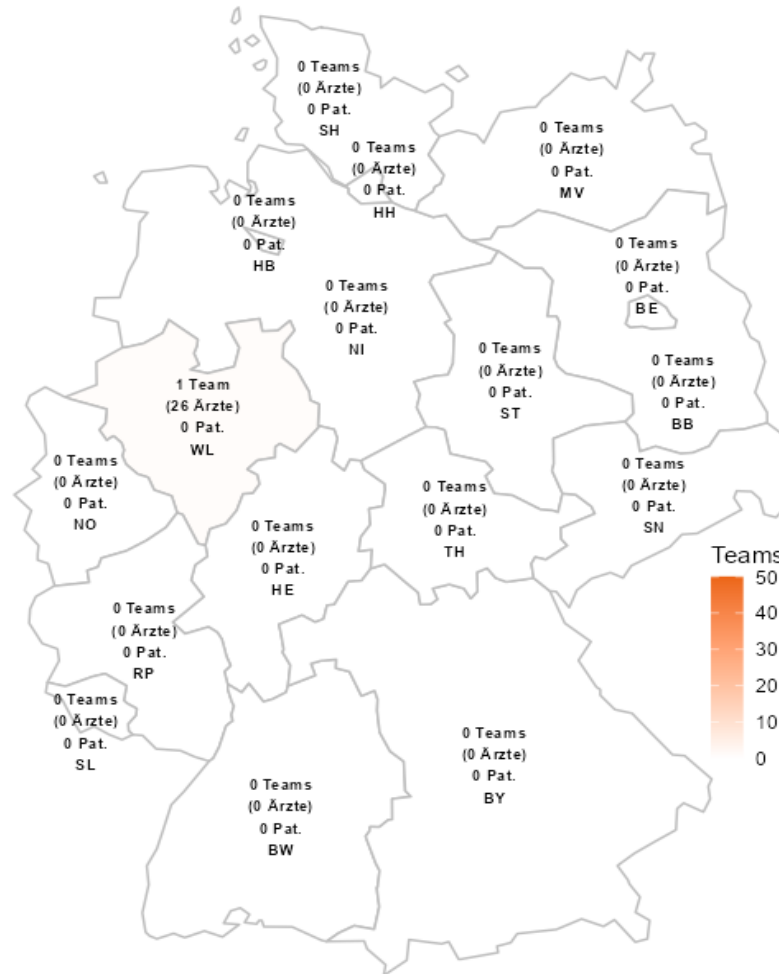 0 Teams
(0 Ärzte)
0 Pat.
SH
0 Teams
(0 Ärzte)
0 Pat.
HH
0 Teams
(0 Ärzte)
0 Pat.
MV
0 Teams
(0 Ärzte)
0 Pat.
HB
0 Teams
(0 Ärzte)
0 Pat.
NI
0 Teams
(0 Ärzte)
0 Pat.
BE
0 Teams
(0 Ärzte)
0 Pat.
ST
0 Teams
(0 Ärzte)
0 Pat.
BB
1 Team
(26 Ärzte)
0 Pat.
WL
0 Teams
(0 Ärzte)
0 Pat.
NO
0 Teams
(0 Ärzte)
0 Pat.
HE
0 Teams
(0 Ärzte)
0 Pat.
TH
0 Teams
(0 Ärzte)
0 Pat.
SN
0 Teams
(0 Ärzte)
0 Pat.
RP
0 Teams
(0 Ärzte)
0 Pat.
SL
0 Teams
(0 Ärzte)
0 Pat.
BW
0 Teams
(0 Ärzte)
0 Pat.
BY
Teams
50
40
30
20
10
0